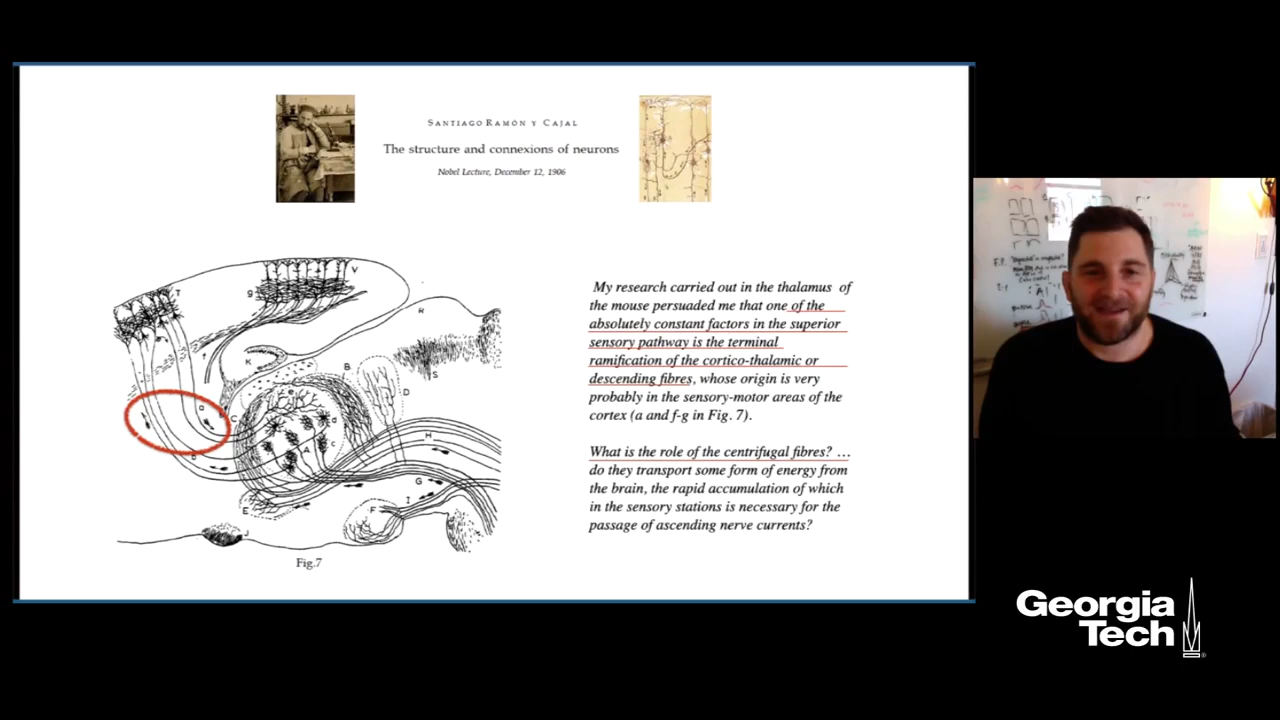 SANTIAGO RAMÓN Y CAJAL
The structure and connexions of neurons
Nobel Lecture, December 12, 1906
My research carried out in the thalamus of
the mouse persuaded me that one of the
absolutely constant factors in the superior
sensory pathway is the terminal
ramification of the cortico-thalamic or
descending fibres, whose origin is very
probably in the sensory-motor areas of the
cortex (a and f-g in Fig. 7).
What is the role of the centrifugal fibres? …
do they transport some form of energy from
the brain, the rapid accumulation of which
in the sensory stations is necessary for the
passage of ascending nerve currents?
T
V
g
R
K
f
S
B
D
a
C
e
d
c
A
H
b
G
E
I
F
J
Fig.7
Georgia
Tech